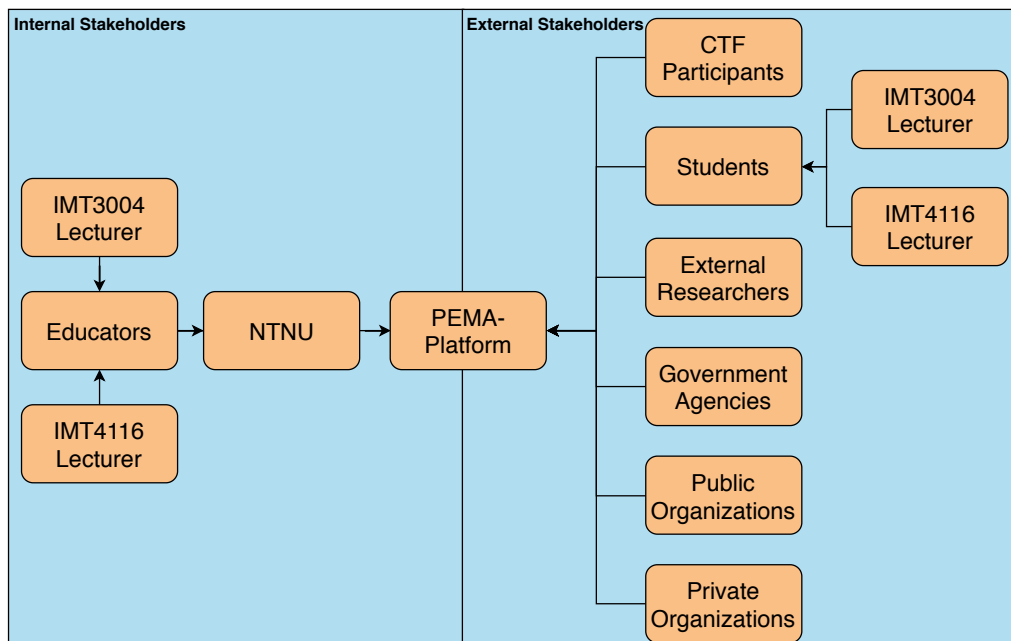 Internal Stakeholders
External Stakeholders
IMT3004
Lecturer
Educators
IMT4116
Lecturer
NTNU
PEMA-
Platform
CTF
Participants
Students
External
Researchers
Government
Agencies
Public
Organizations
Private
Organizations
IMT3004
Lecturer
IMT4116
Lecturer